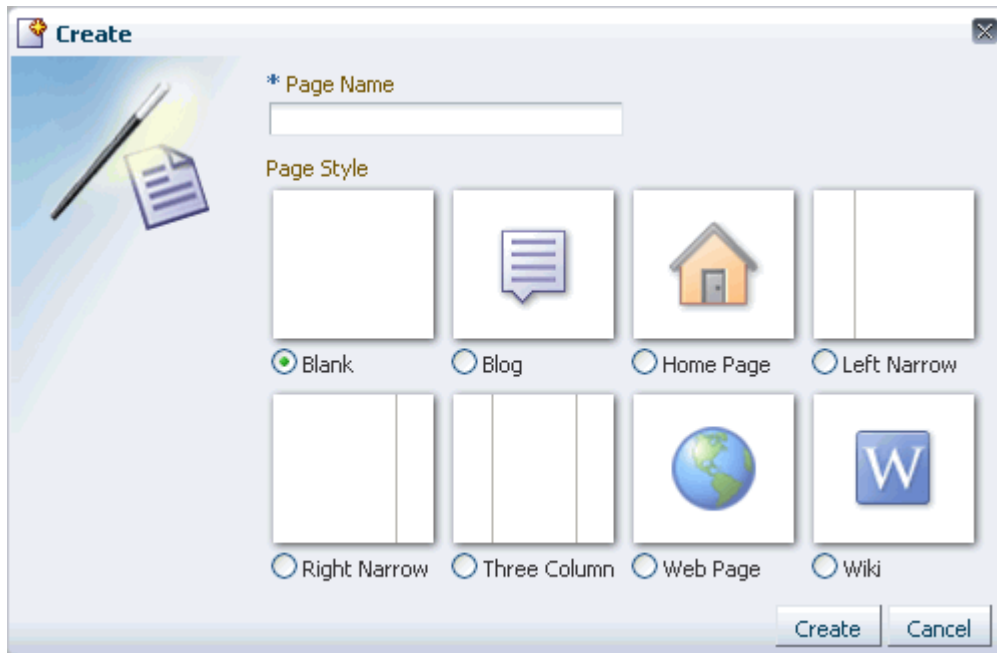 Create
* Page Name
Page Style
Blank Blog Home Page Left Narrow
W
Right Narrow Three Column Web Page Wiki
Create Cancel